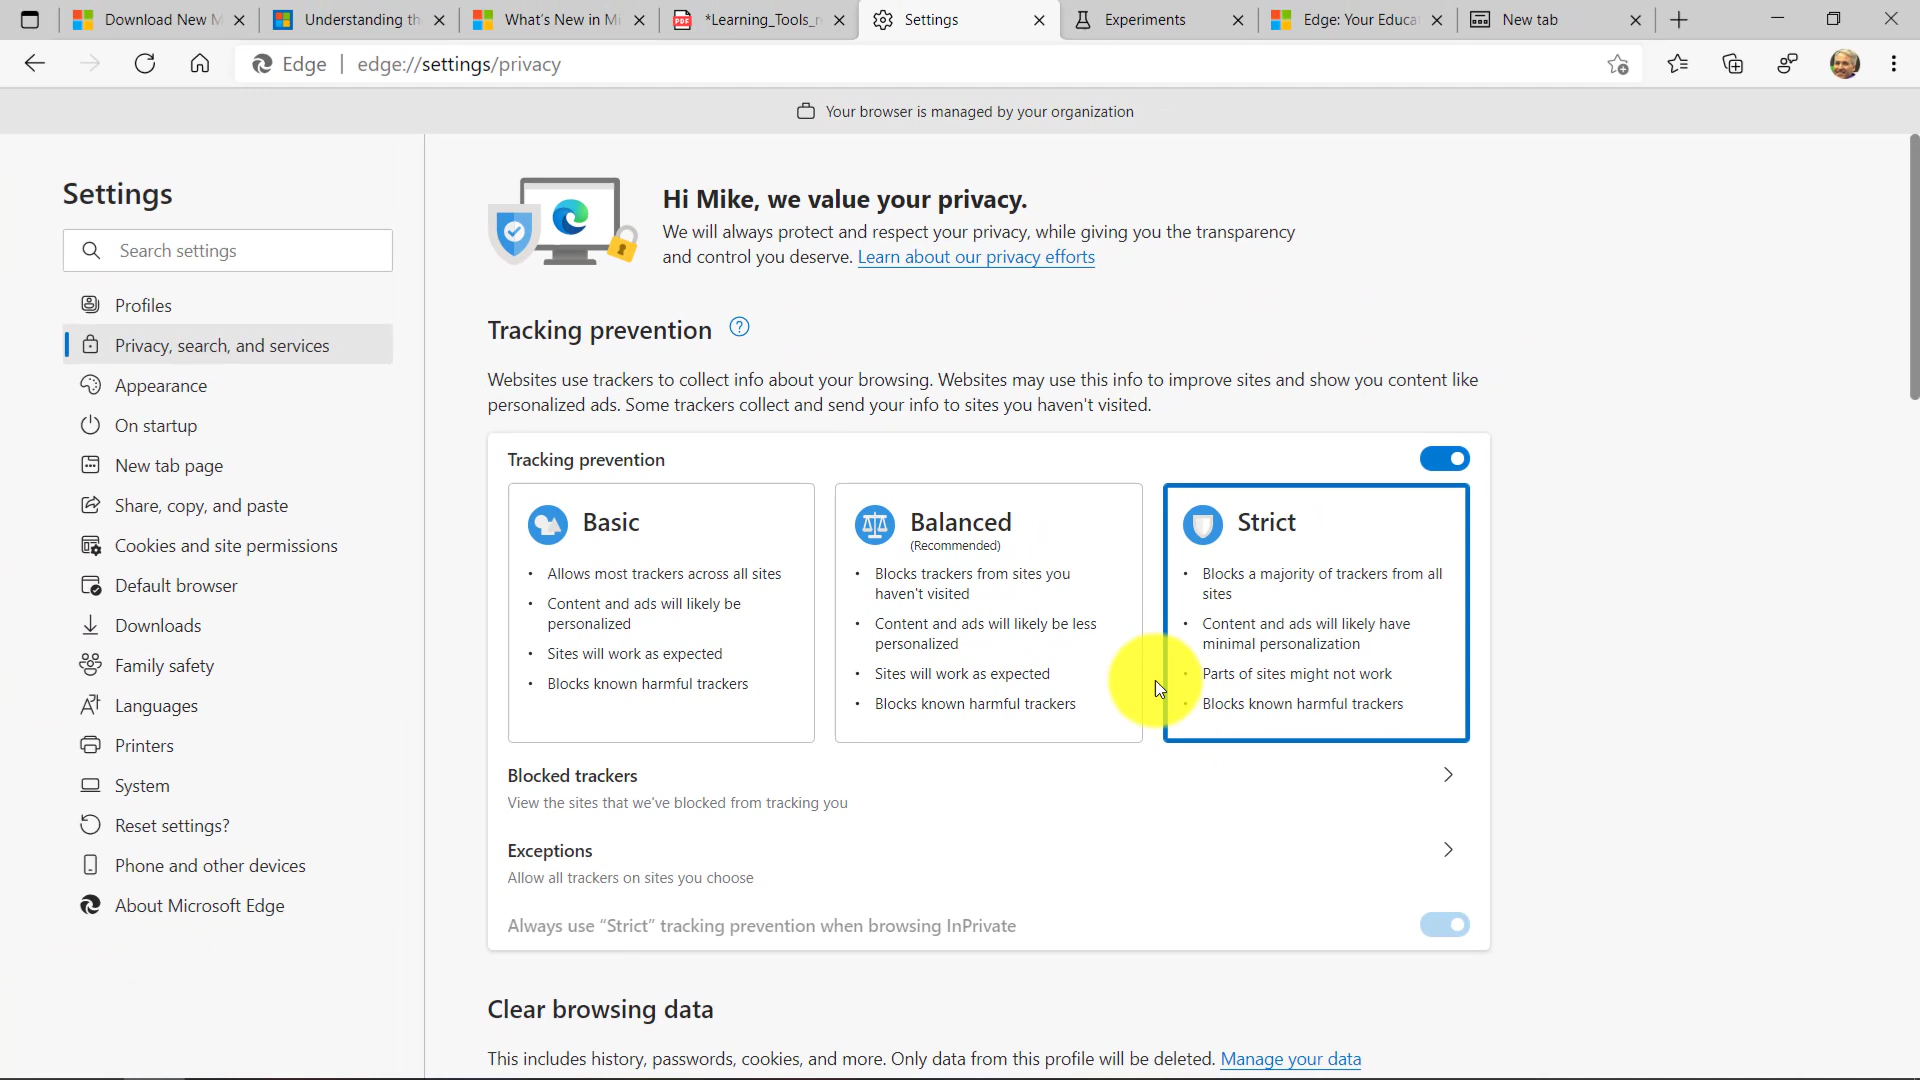 Download New M
Understanding th
What's New in Mi
*Learning_Tools_r
Settings
Experiments
Edge: Your Educa
New tab
Edge
edge://settings/privacy
Your browser is managed by your organization
Settings
Search settings
Profiles
Privacy, search, and services
Appearance
On startup
New tab page
Share, copy, and paste
Cookies and site permissions
Default browser
Downloads
Family safety
Languages
Printers
System
Reset settings?
Phone and other devices
About Microsoft Edge
Hi Mike, we value your privacy.
We will always protect and respect your privacy, while giving you the transparency
and control you deserve. Learn about our privacy efforts
Tracking prevention
Websites use trackers to collect info about your browsing. Websites may use this info to improve sites and show you content like
personalized ads. Some trackers collect and send your info to sites you haven't visited.
Tracking prevention
Basic
• Allows most trackers across all sites
• Content and ads will likely be
personalized
• Sites will work as expected
• Blocks known harmful trackers
Balanced
(Recommended)
• Blocks trackers from sites you
haven't visited
• Content and ads will likely be less
personalized
• Sites will work as expected
• Blocks known harmful trackers
Strict
• Blocks a majority of trackers from all
sites
• Content and ads will likely have
minimal personalization
• Parts of sites might not work
• Blocks known harmful trackers
Blocked trackers
View the sites that we've blocked from tracking you
Exceptions
Allow all trackers on sites you choose
Always use “Strict” tracking prevention when browsing InPrivate
Clear browsing data
This includes history, passwords, cookies, and more. Only data from this profile will be deleted. Manage your data